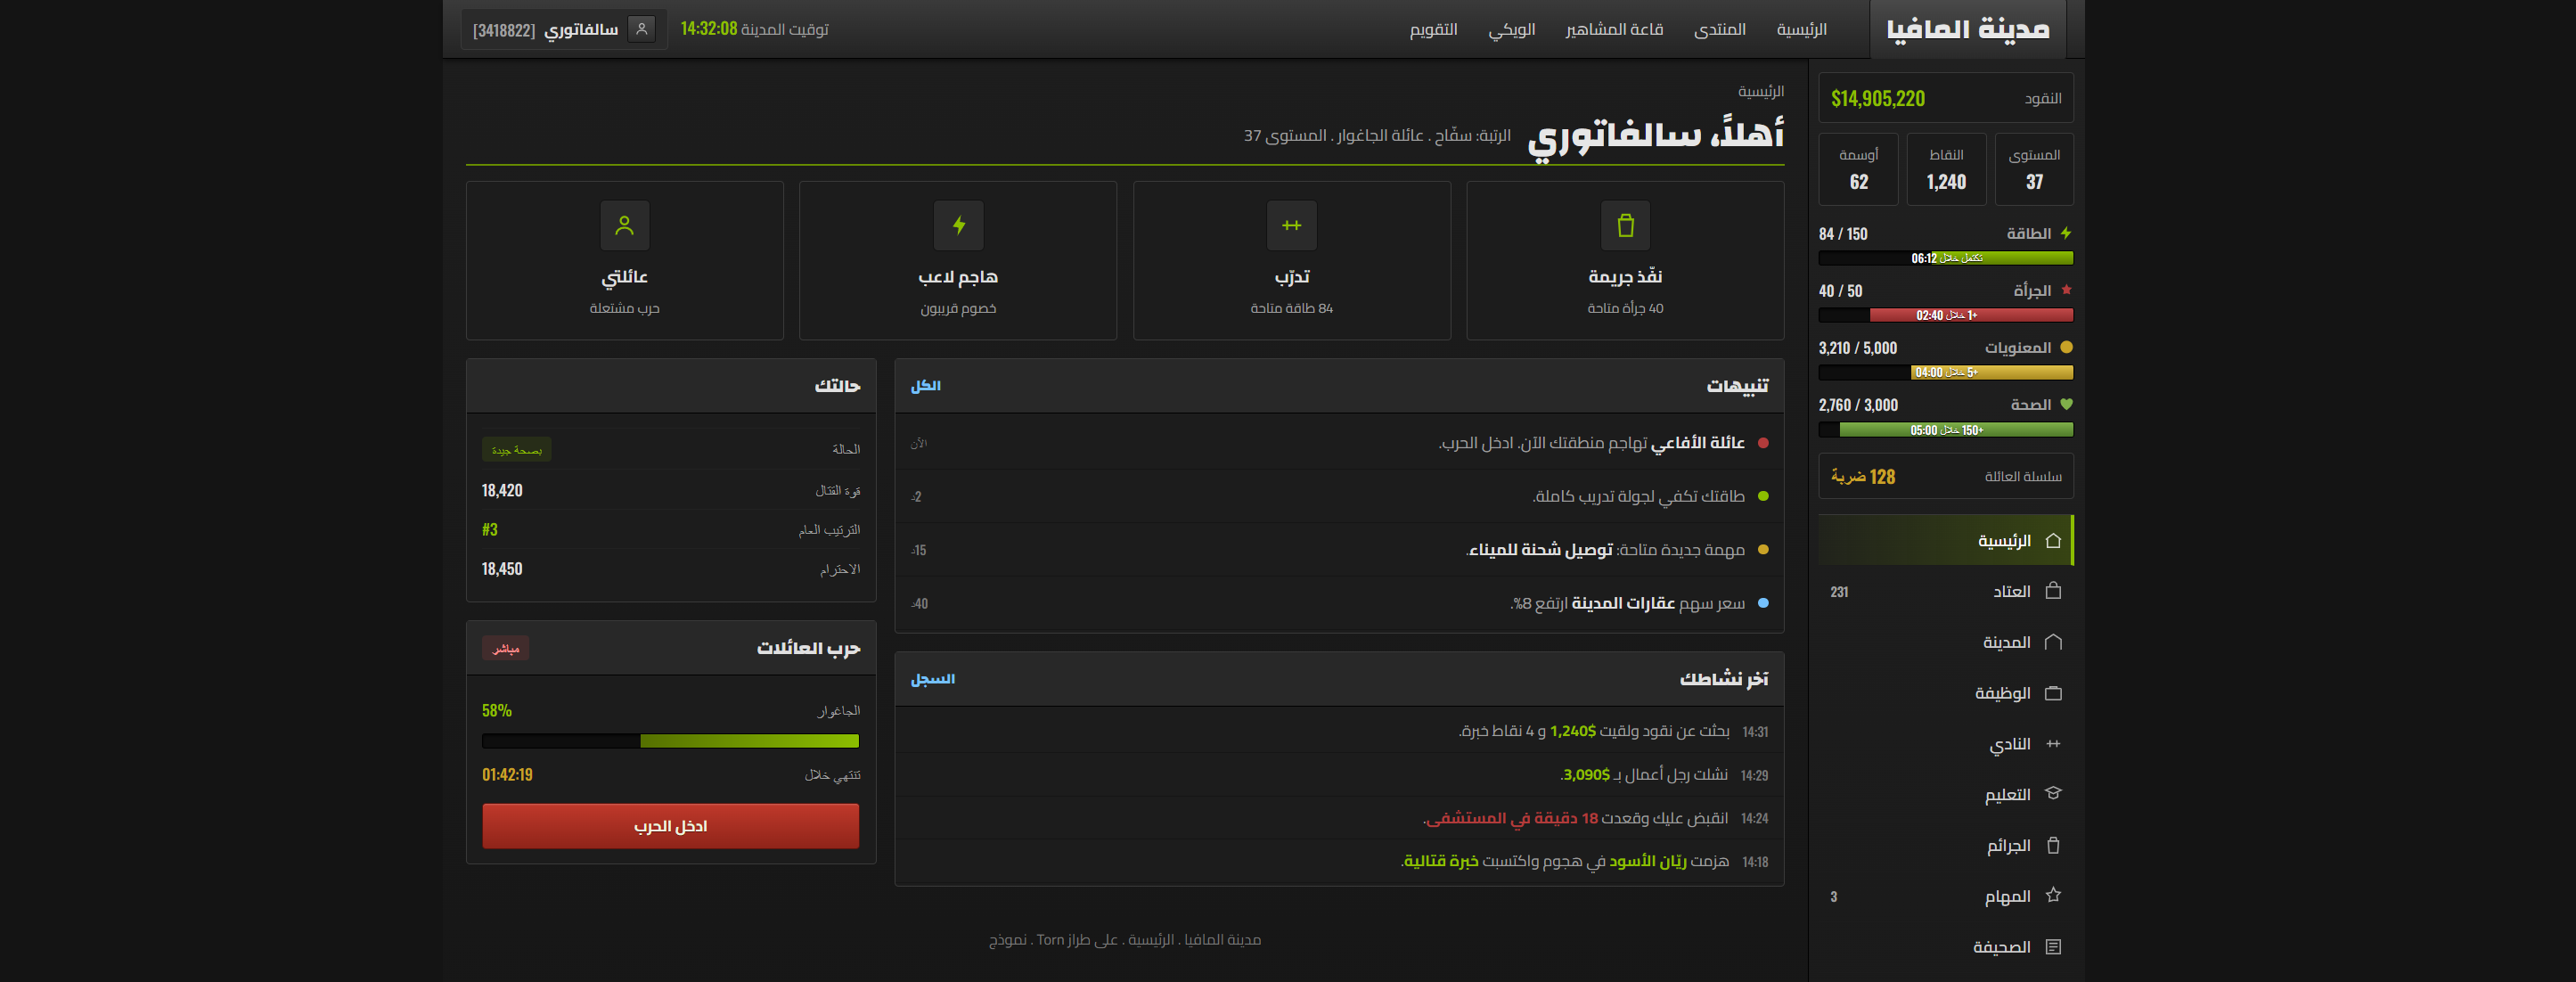 مدينة المافيا
الرئيسية
المنتدى
قاعة المشاهير
الويكي
التقويم
توقيت المدينة 14:32:08
سالفاتوري [3418822]
النقود
$14,905,220
المستوى
37
النقاط
1,240
أوسمة
62
الطاقة
84 / 150
تكتمل خلال 06:12
الجرأة
40 / 50
+1 خلال 02:40
المعنويات
3,210 / 5,000
+5 خلال 04:00
الصحة
2,760 / 3,000
+150 خلال 05:00
سلسلة العائلة
128 ضربة
الرئيسية
العتاد
231
المدينة
الوظيفة
النادي
التعليم
الجرائم
المهام
3
الصحيفة
الرئيسية
أهلاً، سالفاتوري
الرتبة: سفّاح . عائلة الجاغوار . المستوى 37
نفّذ جريمة
40 جرأة متاحة
تدرّب
84 طاقة متاحة
هاجم لاعب
خصوم قريبون
عائلتي
حرب مشتعلة
تنبيهات
الكل
عائلة الأفاعي تهاجم منطقتك الآن. ادخل الحرب.
الآن
طاقتك تكفي لجولة تدريب كاملة.
2د
مهمة جديدة متاحة: توصيل شحنة للميناء.
15د
سعر سهم عقارات المدينة ارتفع 8%.
40د
آخر نشاطك
السجل
14:31 بحثت عن نقود ولقيت $1,240 و 4 نقاط خبرة.
14:29 نشلت رجل أعمال بـ $3,090.
14:24 انقبض عليك وقعدت 18 دقيقة في المستشفى.
14:18 هزمت ريّان الأسود في هجوم واكتسبت خبرة قتالية.
حالتك
الحالة
بصحة جيدة
قوة القتال
18,420
الترتيب العام
#3
الاحترام
18,450
حرب العائلات
مباشر
الجاغوار
58%
تنتهي خلال
01:42:19
ادخل الحرب
مدينة المافيا . الرئيسية . على طراز Torn . نموذج